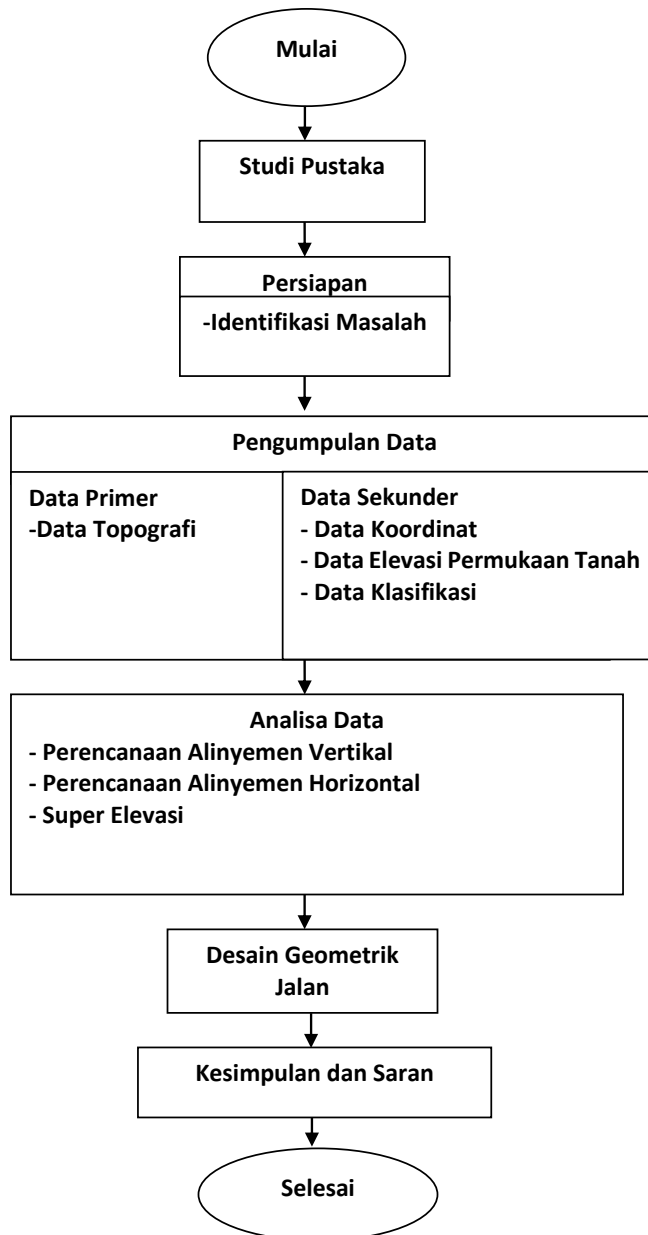 Mulai
Studi Pustaka
Persiapan
-Identifikasi Masalah
Pengumpulan Data
Data Primer
-Data Topografi
Data Sekunder
- Data Koordinat
- Data Elevasi Permukaan Tanah
- Data Klasifikasi
Analisa Data
- Perencanaan Alinyemen Vertikal
- Perencanaan Alinyemen Horizontal
- Super Elevasi
Desain Geometrik
Jalan
Kesimpulan dan Saran
Selesai